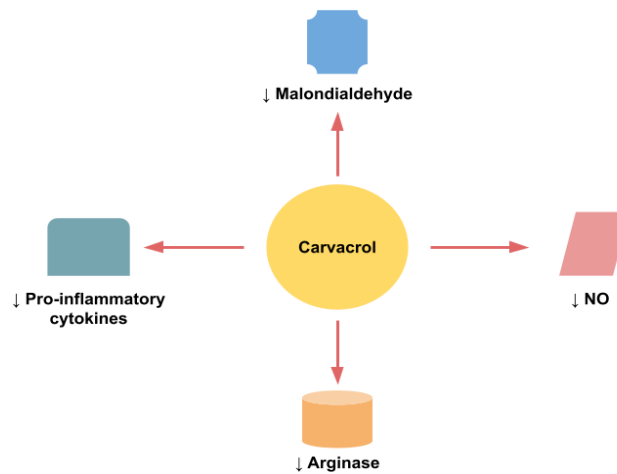 ↓ Malondialdehyde
Carvacrol
↓ Pro-inflammatory
cytokines
↓ NO
↓ Arginase